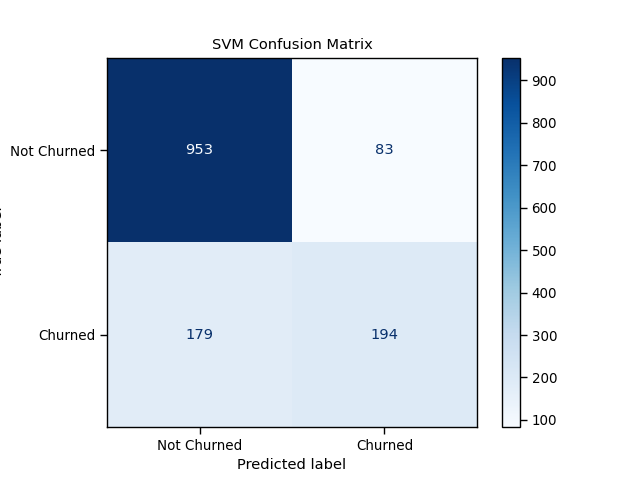 SVM Confusion Matrix
Not Churned
953
83
Churned
179
194
Not Churned
Churned
Predicted label
900
800
700
600
500
400
300
200
100